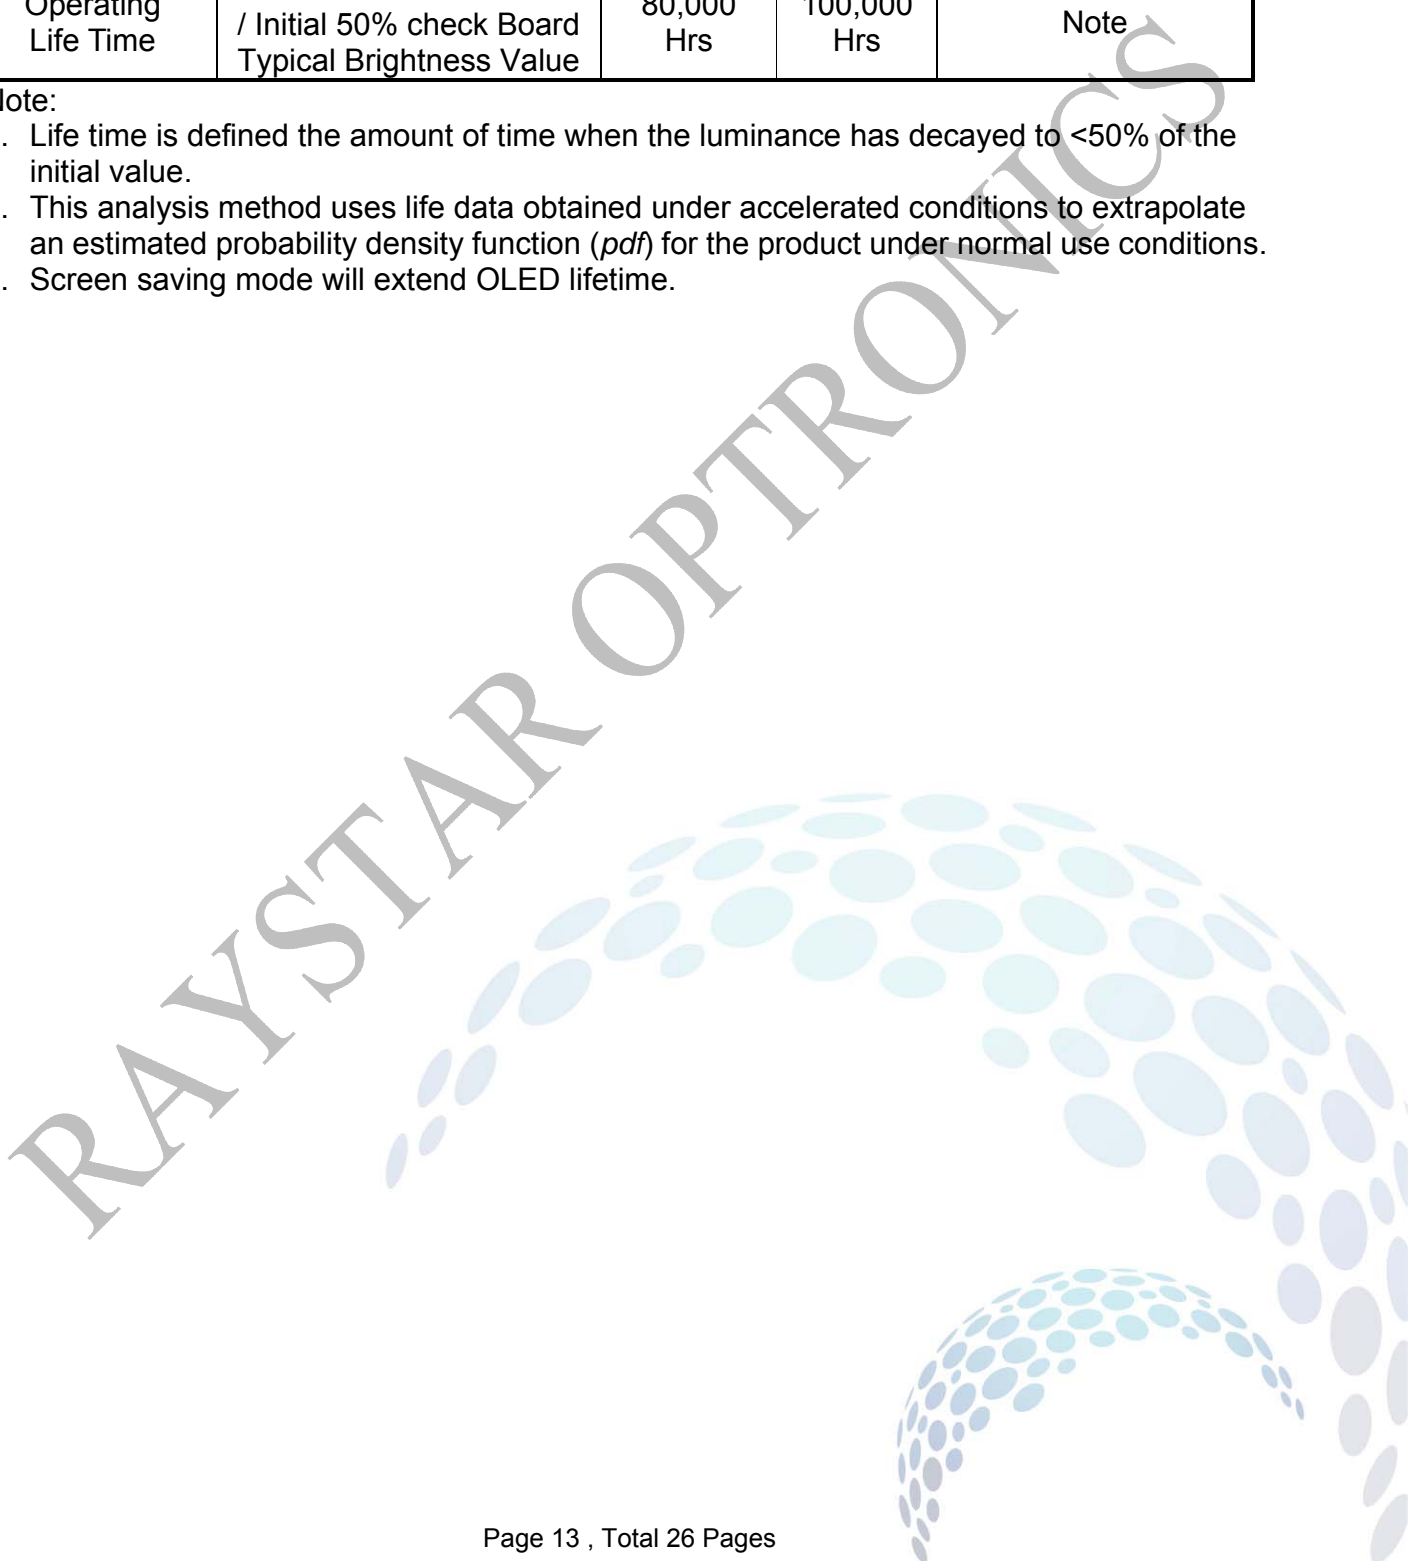 Operating
Life Time
/ Initial 50% check Board
Typical Brightness Value
80,000
Hrs
100,000
Hrs
Note
Note:
. Life time is defined the amount of time when the luminance has decayed to <50% of the
initial value.
. This analysis method uses life data obtained under accelerated conditions to extrapolate
an estimated probability density function (pdf) for the product under normal use conditions.
. Screen saving mode will extend OLED lifetime.
RAYSTAR OPTRONICS
Page 13 , Total 26 Pages